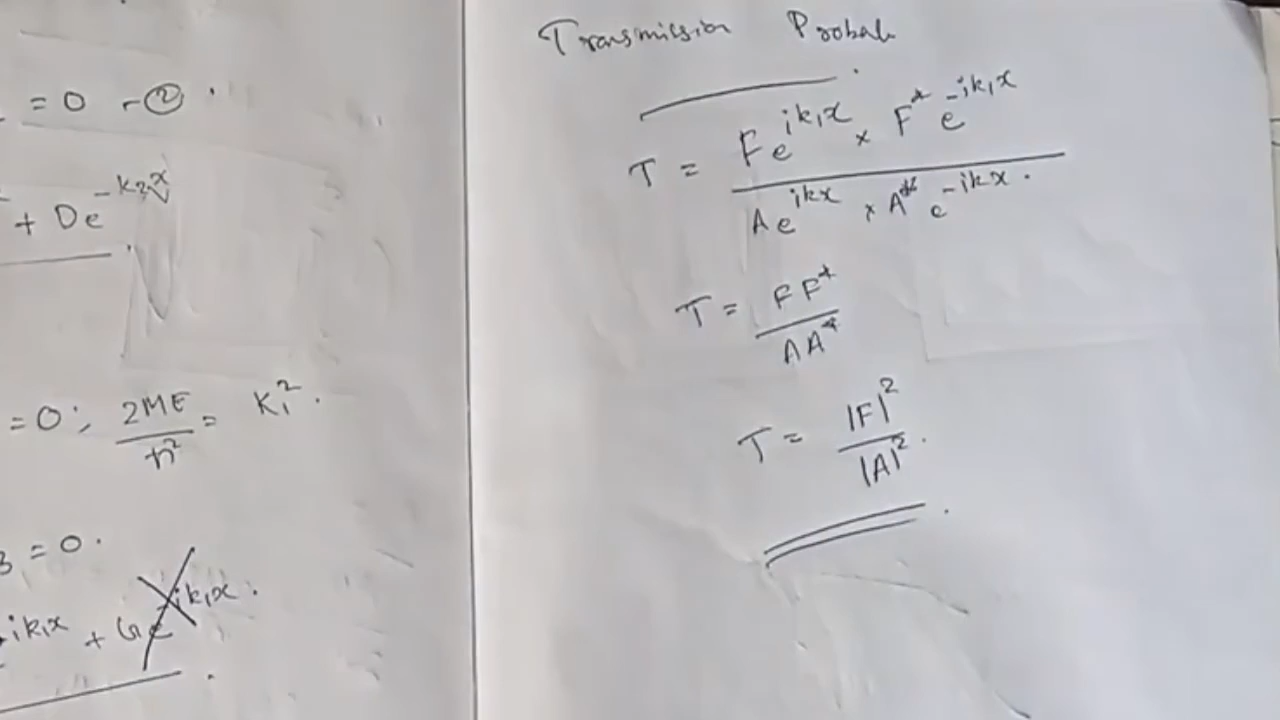 = 0 - ②
+ De^{-k₂x}
= 0; 2ME/ħ² = K₁².
3 = 0.
ik₁x + Ge^{-ik₁x}.
Transmission Probab
T = Fe^{ik₁x} × F* e^{-ik₁x} / Ae^{ikx} × A* e^{-ikx}.
T = FF* / AA*
T = |F|² / |A|².